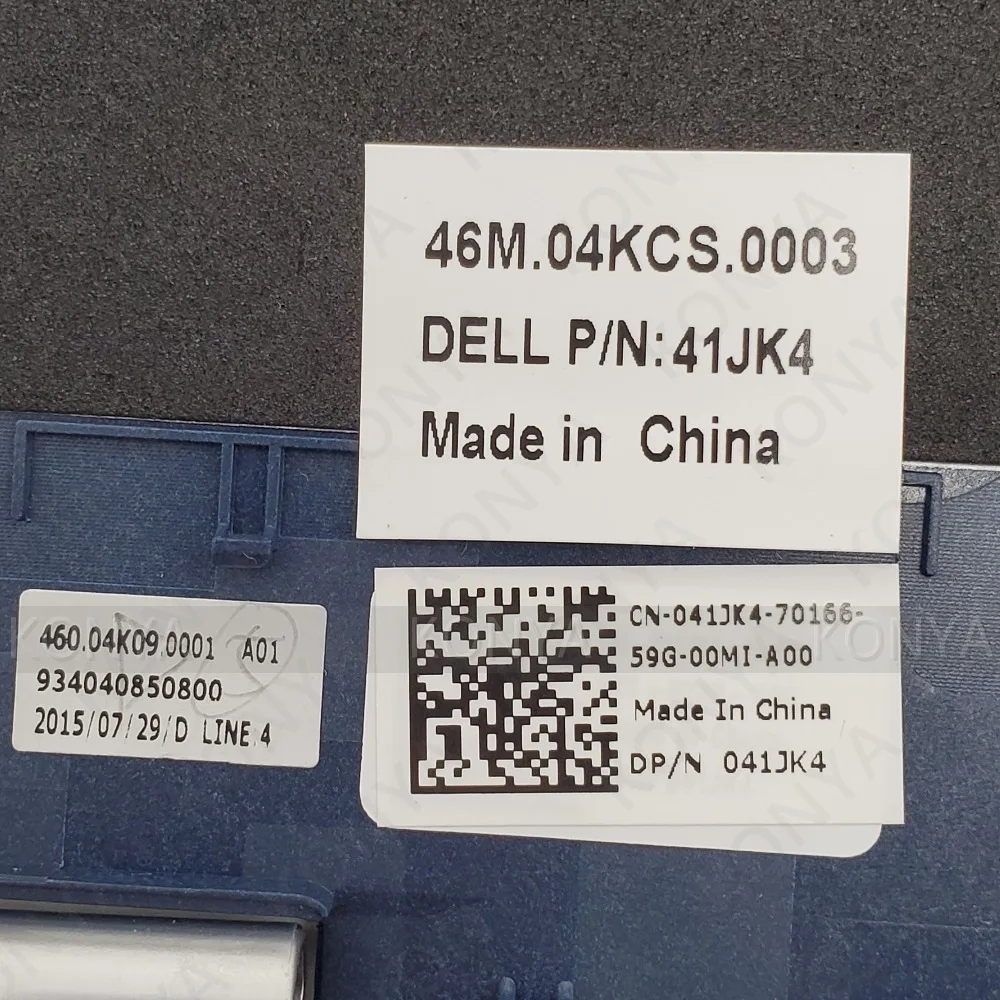 46M.04KCS.0003
DELL P/N:41JK4
Made in China
460.04K09.0001 A01
934040850800
2015/07/29/D LINE.4
CN-041JK4-70166-
59G-00MI-A00
Made In China
DP/N 041JK4
KONYA